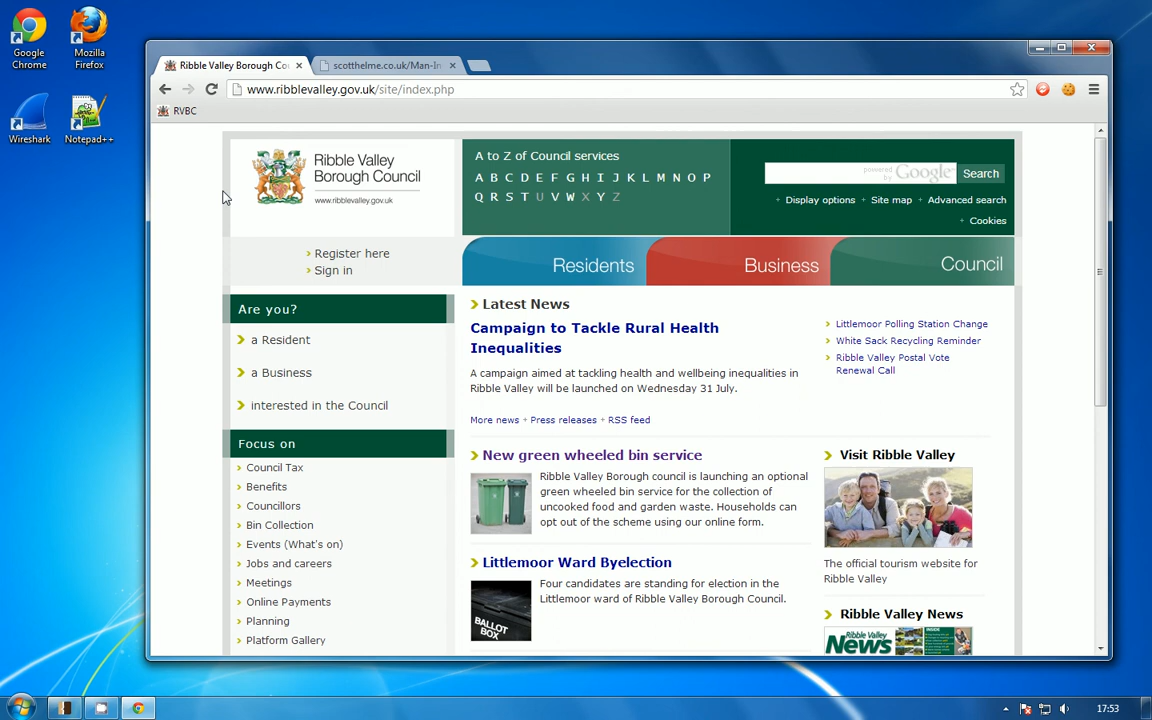 Google Chrome
Mozilla Firefox
Wireshark
Notepad++
Ribble Valley Borough Co
scotthelme.co.uk/Man-In
www.ribblevalley.gov.uk/site/index.php
RVBC
Ribble Valley
Borough Council
www.ribblevalley.gov.uk
A to Z of Council services
A B C D E F G H I J K L M N O P
Q R S T U V W X Y Z
powered by Google
Search
Display options
Site map
Advanced search
Cookies
Register here
Sign in
Residents
Business
Council
Are you?
a Resident
a Business
interested in the Council
Focus on
Council Tax
Benefits
Councillors
Bin Collection
Events (What's on)
Jobs and careers
Meetings
Online Payments
Planning
Platform Gallery
Latest News
Campaign to Tackle Rural Health
Inequalities
A campaign aimed at tackling health and wellbeing inequalities in
Ribble Valley will be launched on Wednesday 31 July.
More news + Press releases + RSS feed
Littlemoor Polling Station Change
White Sack Recycling Reminder
Ribble Valley Postal Vote
Renewal Call
New green wheeled bin service
Ribble Valley Borough council is launching an optional
green wheeled bin service for the collection of
uncooked food and garden waste. Households can
opt out of the scheme using our online form.
Littlemoor Ward Byelection
Four candidates are standing for election in the
Littlemoor ward of Ribble Valley Borough Council.
BALLOT
BOX
Visit Ribble Valley
The official tourism website for
Ribble Valley
Ribble Valley News
Ribble Valley
News
17:53